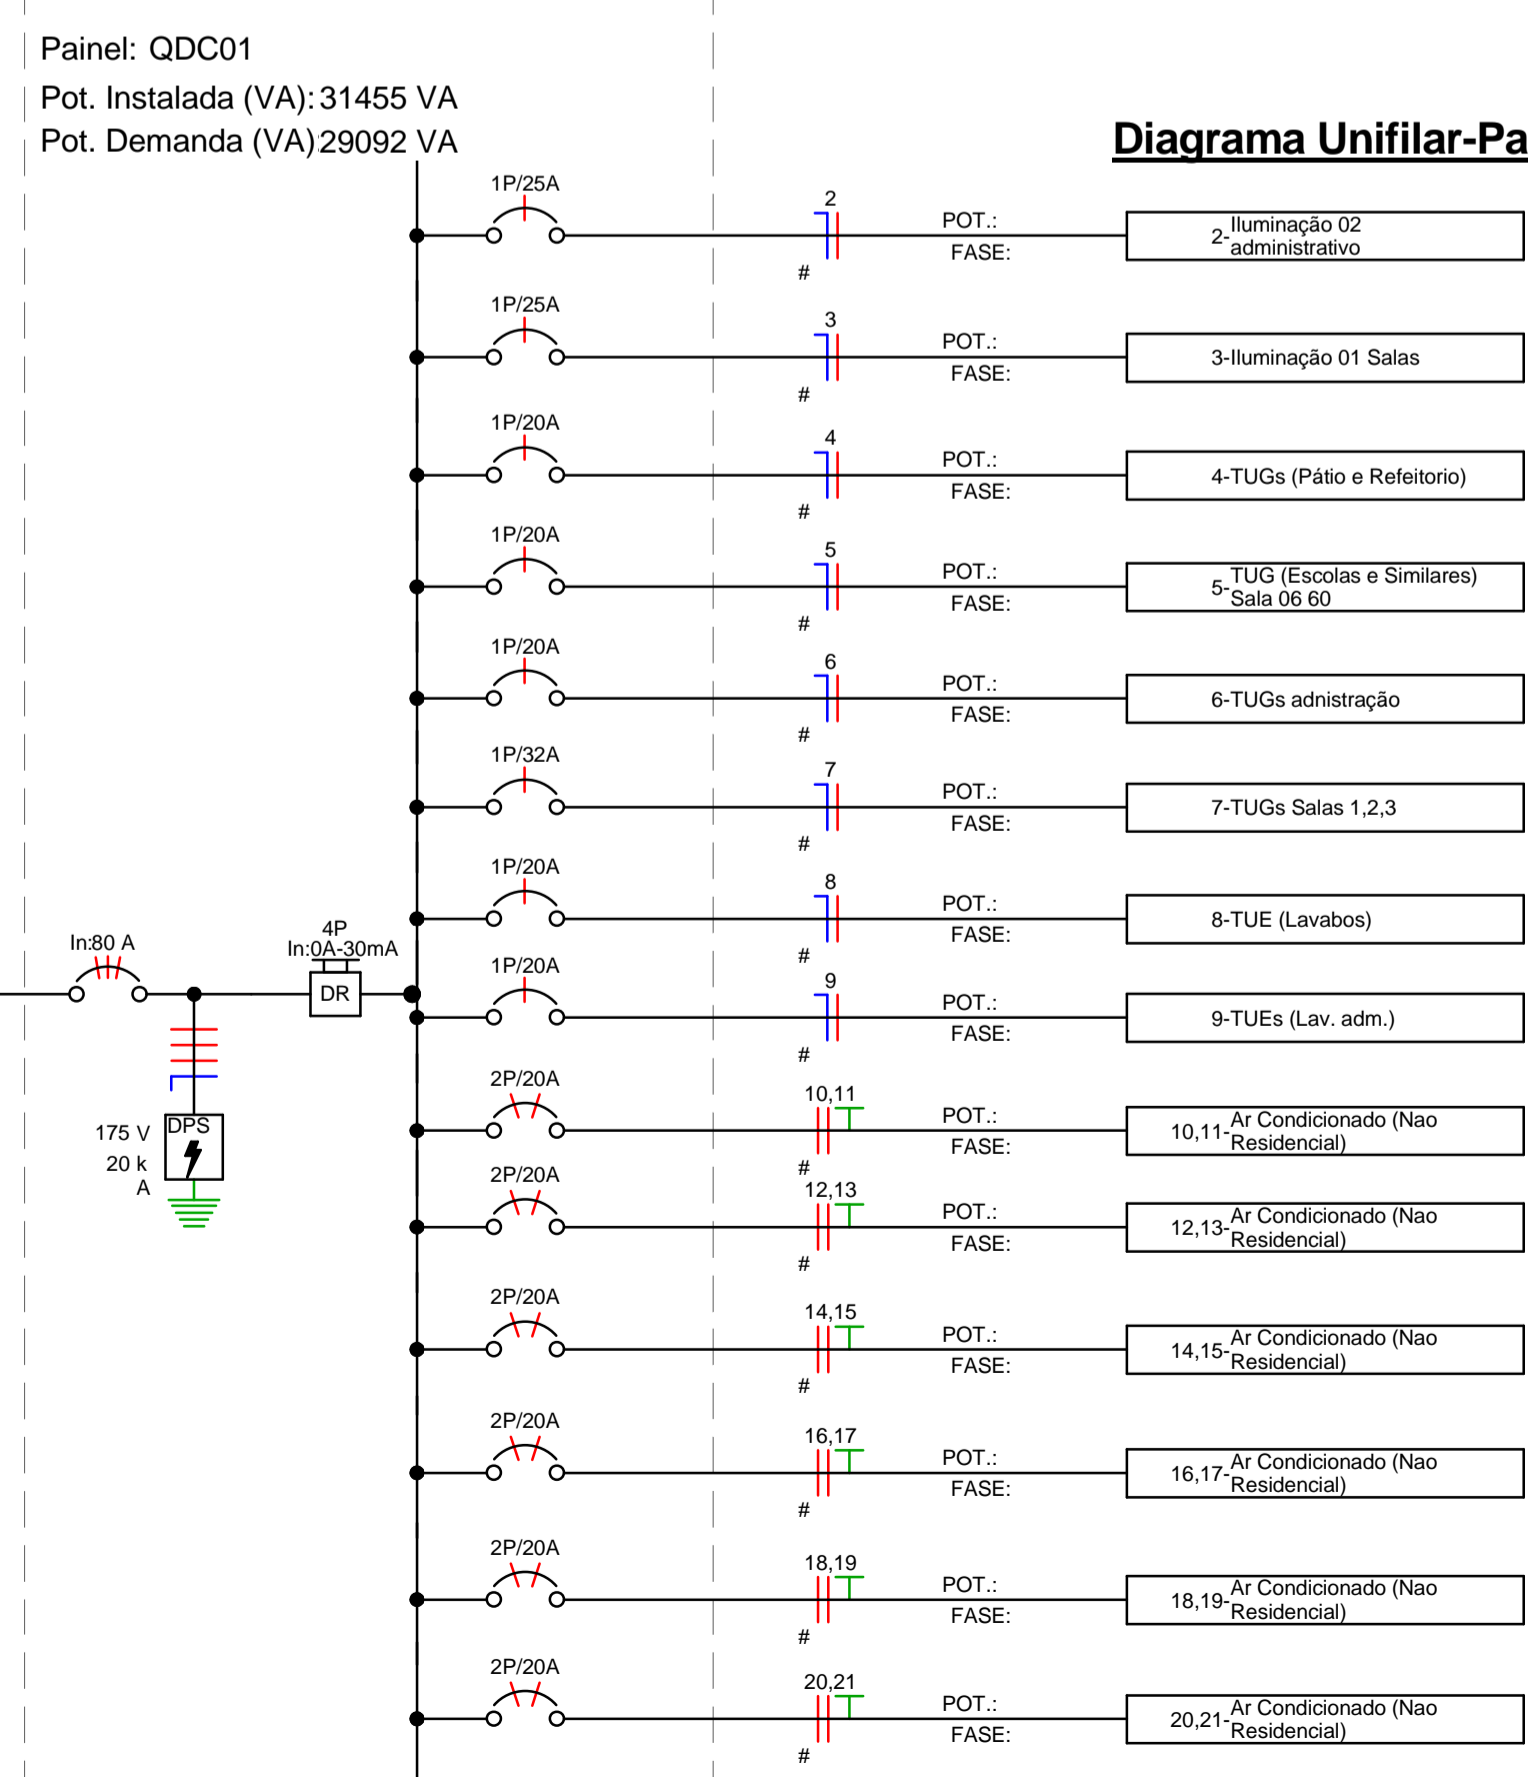 Painel: QDC01
Pot. Instalada (VA): 31455 VA
Pot. Demanda (VA): 29092 VA
Diagrama Unifilar-Pa
1P/25A
2
POT.:
FASE:
#
2-Iluminação 02
administrativo
1P/25A
3
POT.:
FASE:
#
3-Iluminação 01 Salas
1P/20A
4
POT.:
FASE:
#
4-TUGs (Pátio e Refeitorio)
1P/20A
5
POT.:
FASE:
#
5-TUG (Escolas e Similares)
Sala 06 60
1P/20A
6
POT.:
FASE:
#
6-TUGs adnistração
1P/32A
7
POT.:
FASE:
#
7-TUGs Salas 1,2,3
1P/20A
8
POT.:
FASE:
#
8-TUE (Lavabos)
In:80 A
4P
In:0A-30mA
DR
1P/20A
9
POT.:
FASE:
#
9-TUEs (Lav. adm.)
DPS
175 V
20 k
A
2P/20A
10,11
POT.:
FASE:
#
10,11-Ar Condicionado (Nao
Residencial)
2P/20A
12,13
POT.:
FASE:
#
12,13-Ar Condicionado (Nao
Residencial)
2P/20A
14,15
POT.:
FASE:
#
14,15-Ar Condicionado (Nao
Residencial)
2P/20A
16,17
POT.:
FASE:
#
16,17-Ar Condicionado (Nao
Residencial)
2P/20A
18,19
POT.:
FASE:
#
18,19-Ar Condicionado (Nao
Residencial)
2P/20A
20,21
POT.:
FASE:
#
20,21-Ar Condicionado (Nao
Residencial)